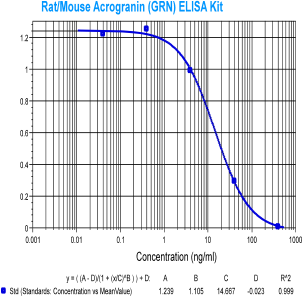 Rat/Mouse Acrogranin (GRN) ELISA Kit
1.2
1
0.8
0.6
0.4
0.2
0
0.001 0.01 0.1 1 10 100 1000
Concentration (ng/ml)
y = ( (A - D)/(1 + (x/C)^B ) ) + D: A B C D R^2
Std (Standards: Concentration vs MeanValue) 1.239 1.105 14.667 -0.023 0.999